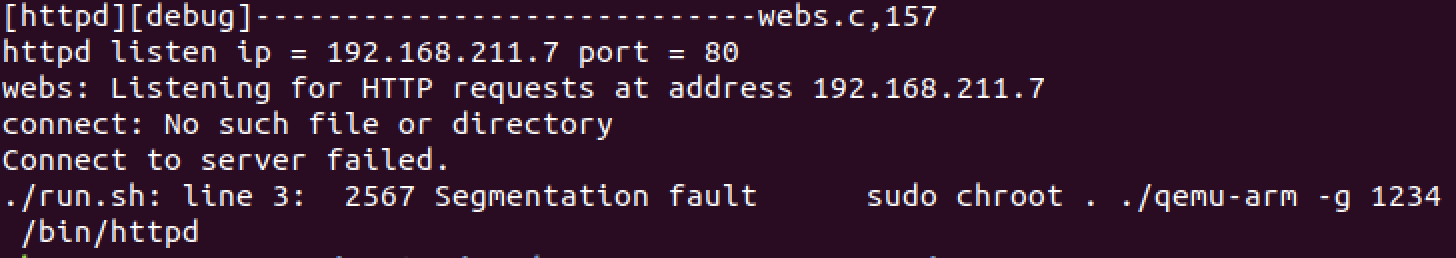 [httpd][debug]----------------------------webs.c,157
httpd listen ip = 192.168.211.7 port = 80
webs: Listening for HTTP requests at address 192.168.211.7
connect: No such file or directory
Connect to server failed.
./run.sh: line 3:  2567 Segmentation fault      sudo chroot . ./qemu-arm -g 1234
 /bin/httpd